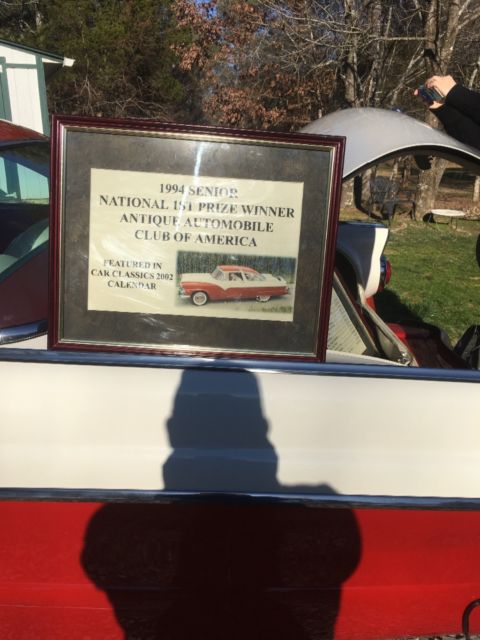 1994 SENIOR
NATIONAL 1ST PRIZE WINNER
ANTIQUE AUTOMOBILE
CLUB OF AMERICA
FEATURED IN
CAR CLASSICS 2002
CALENDAR